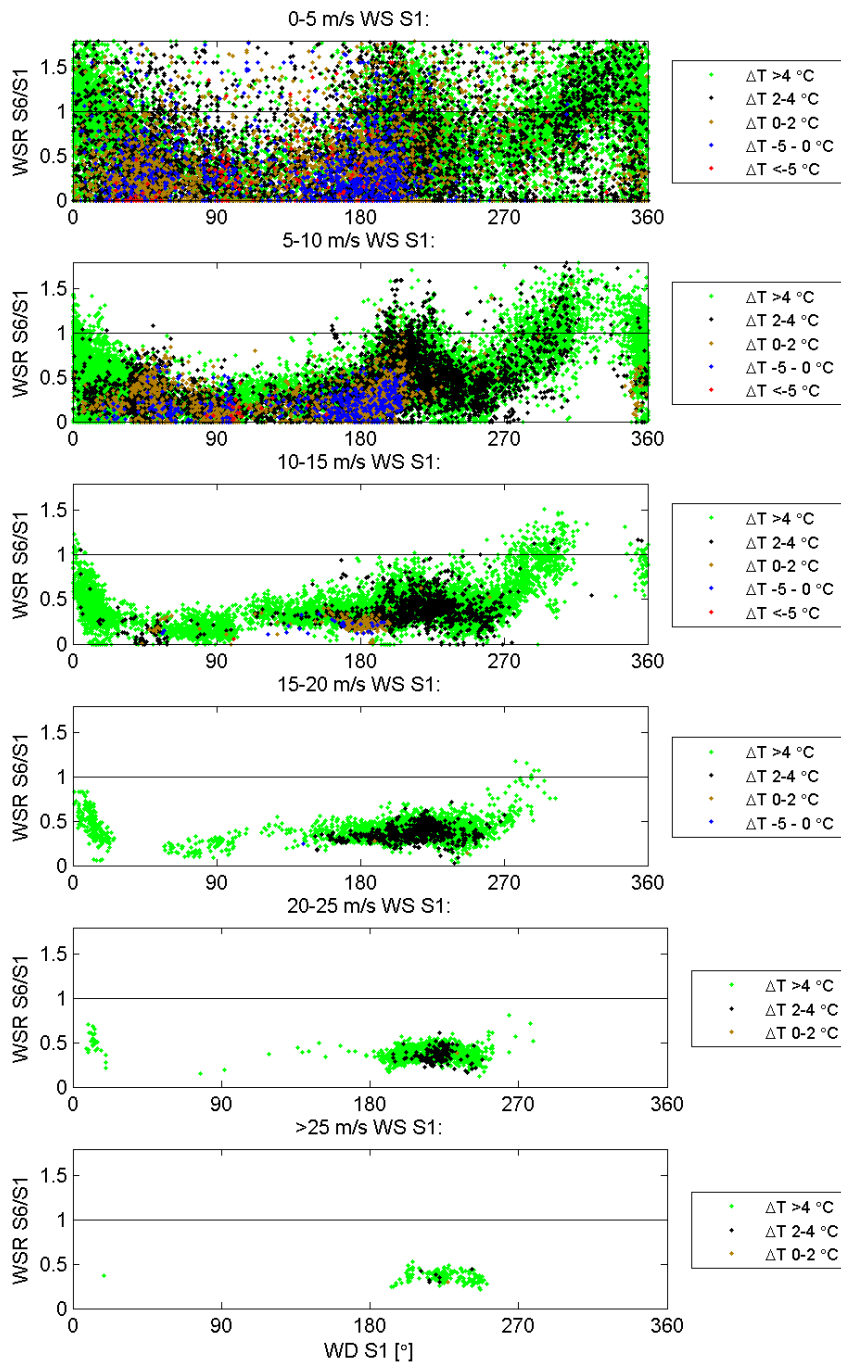 0-5 m/s WS S1:
WSR S6/S1
1.5
1
0.5
0
0
90
180
270
360
ΔT >4 °C
ΔT 2-4 °C
ΔT 0-2 °C
ΔT -5 - 0 °C
ΔT <-5 °C
5-10 m/s WS S1:
WSR S6/S1
1.5
1
0.5
0
0
90
180
270
360
ΔT >4 °C
ΔT 2-4 °C
ΔT 0-2 °C
ΔT -5 - 0 °C
ΔT <-5 °C
10-15 m/s WS S1:
WSR S6/S1
1.5
1
0.5
0
0
90
180
270
360
ΔT >4 °C
ΔT 2-4 °C
ΔT 0-2 °C
ΔT -5 - 0 °C
ΔT <-5 °C
15-20 m/s WS S1:
WSR S6/S1
1.5
1
0.5
0
0
90
180
270
360
ΔT >4 °C
ΔT 2-4 °C
ΔT 0-2 °C
ΔT -5 - 0 °C
20-25 m/s WS S1:
WSR S6/S1
1.5
1
0.5
0
0
90
180
270
360
ΔT >4 °C
ΔT 2-4 °C
ΔT 0-2 °C
>25 m/s WS S1:
WSR S6/S1
1.5
1
0.5
0
0
90
180
270
360
ΔT >4 °C
ΔT 2-4 °C
ΔT 0-2 °C
WD S1 [°]